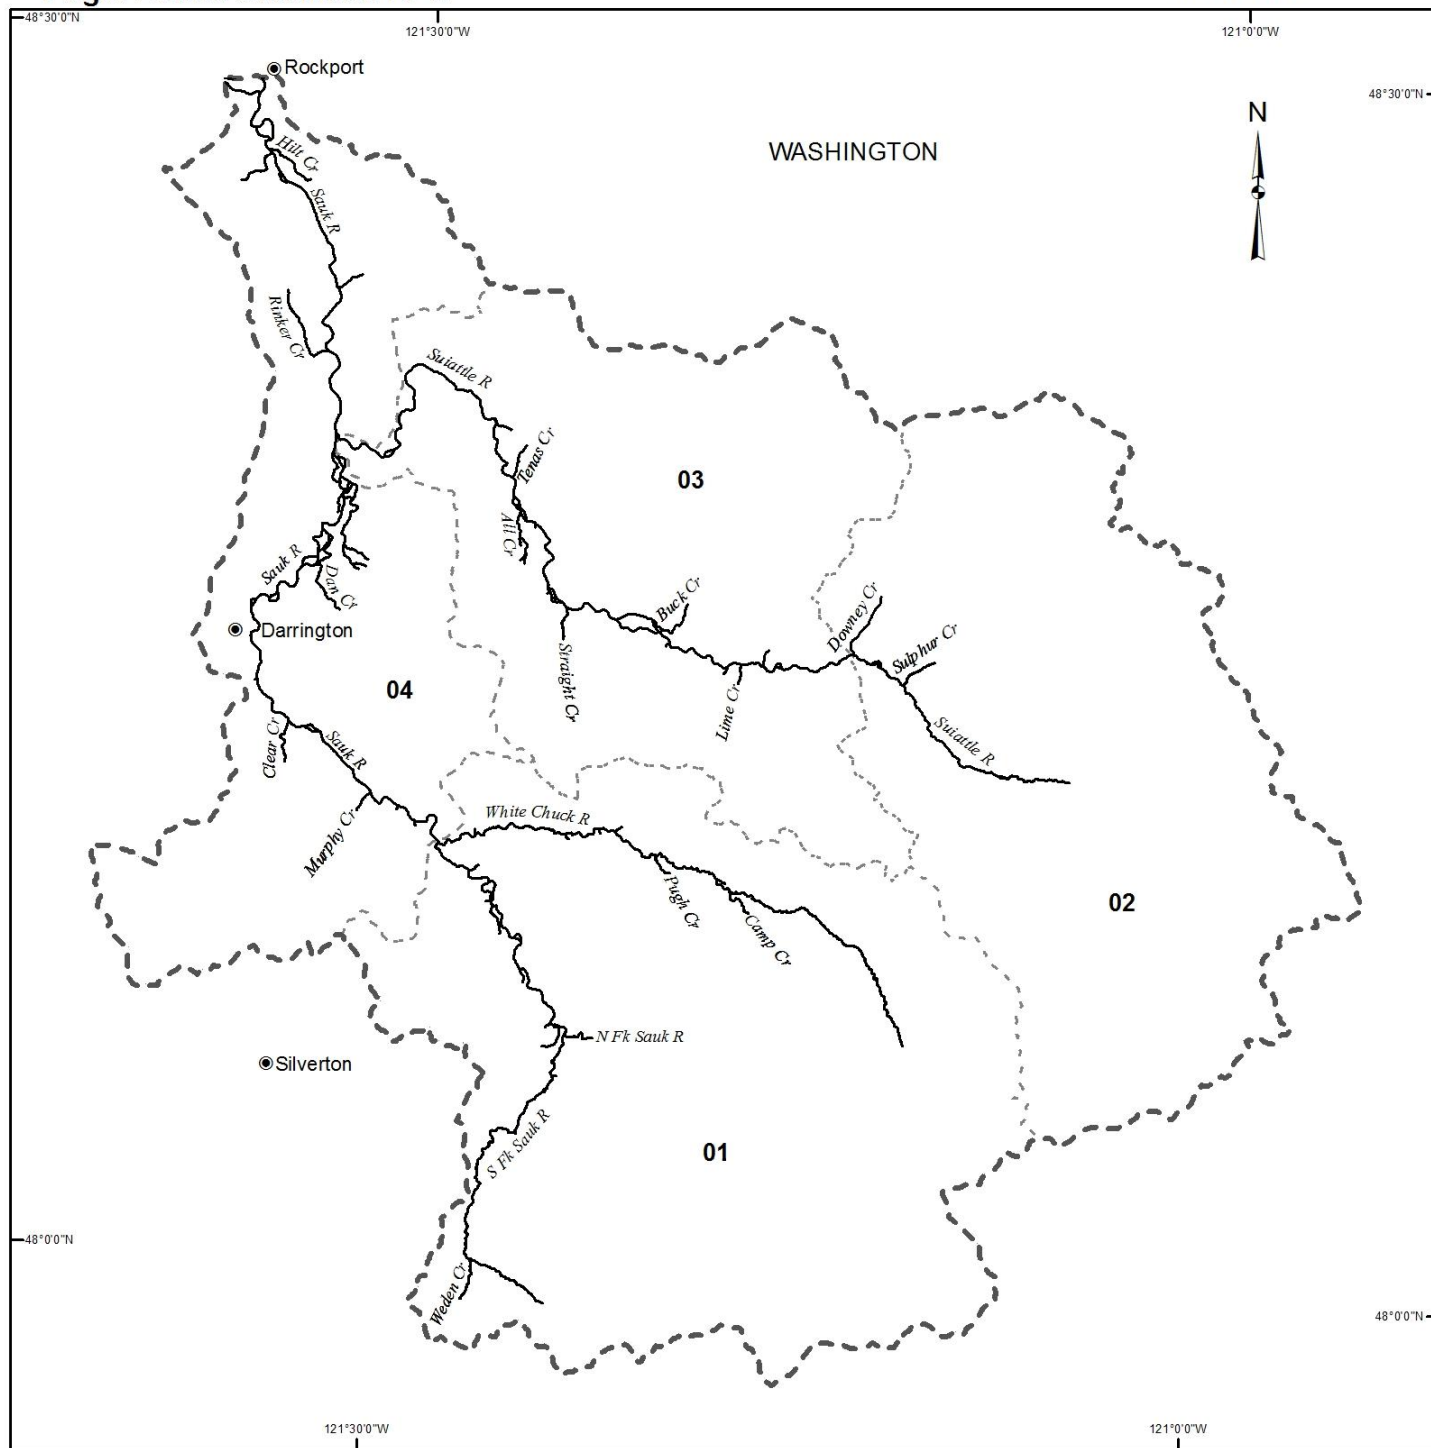 48°30'0"N
121°30'0"W
121°0'0"W
Rockport
48°30'0"N
N
WASHINGTON
Hilt Cr
Sauk R
Rinker Cr
Suiattle R
Tenas Cr
03
All Cr
Sauk R
Dan Cr
Buck Cr
Downey Cr
Darrington
Sulphur Cr
Straight Cr
04
Lime Cr
Clear Cr
Sauk R
Suiattle R
White Chuck R
Murphy Cr
Pugh Cr
02
Camp Cr
N Fk Sauk R
Silverton
S Fk Sauk R
01
48°0'0"N
Weden Cr
48°0'0"N
121°30'0"W
121°0'0"W